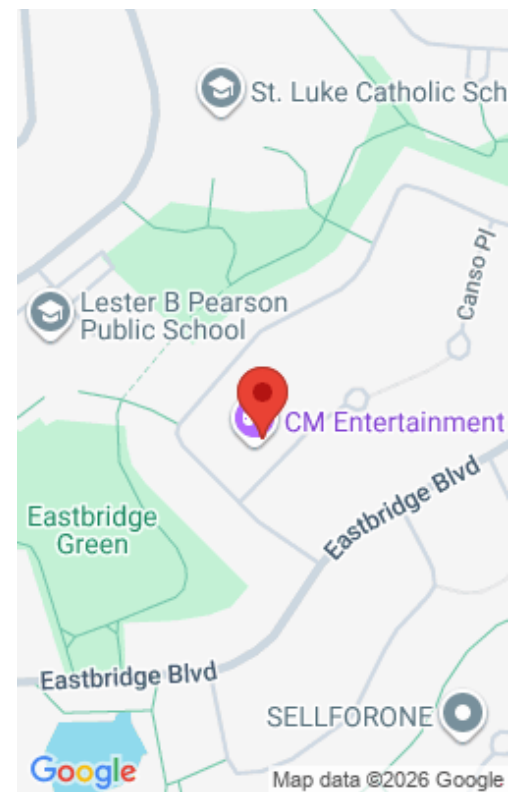 St. Luke Catholic Sch
Canso Pl
Lester B Pearson
Public School
CM Entertainment
Eastbridge Blvd
Eastbridge
Green
Eastbridge Blvd
SELLFORONE
Google
Map data ©2026 Google